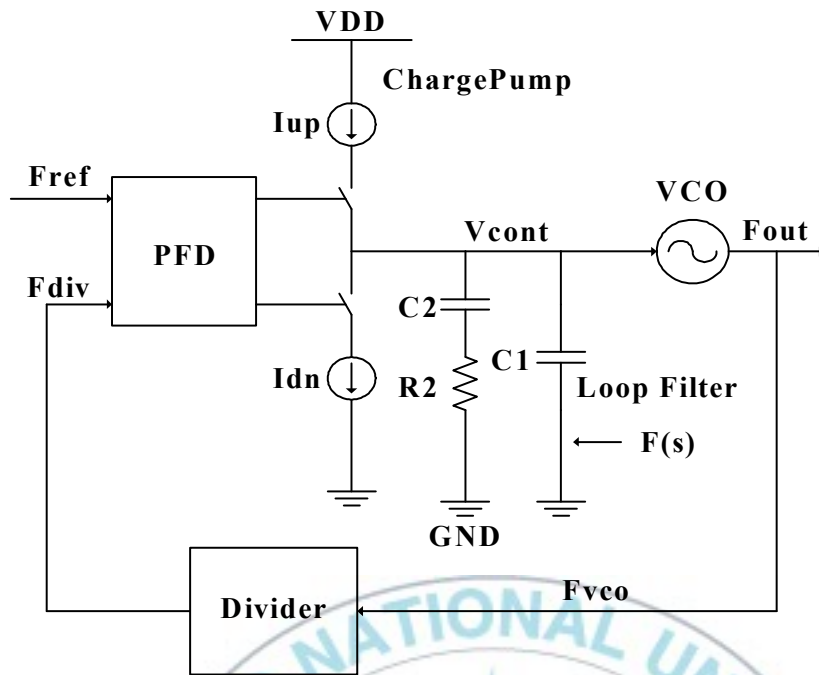 VDD
ChargePump
Iup
Fref
VCO
PFD
Vcont
Fout
Fdiv
C2
C1
Idn
R2
Loop Filter
F(s)
GND
Fvco
Divider
NATIONAL